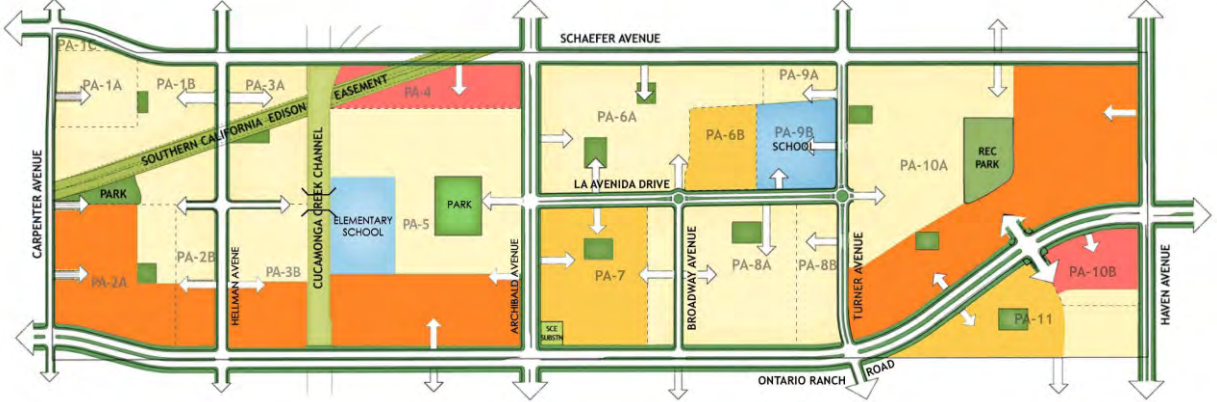 SCHAEFER AVENUE
PA-1C
PA-1A
PA-1B
PA-3A
PA-4
PA-9A
SOUTHERN CALIFORNIA EDISON EASEMENT
PA-6A
PA-6B
PA-9B
SCHOOL
PA-10A
REC
PARK
CARPENTER AVENUE
PARK
CUCAMONGA CREEK CHANNEL
ELEMENTARY
SCHOOL
PA-5
PARK
LA AVENIDA DRIVE
PA-2A
PA-2B
HELLMAN AVENE
PA-3B
ARCHIBALD AVENUE
PA-7
BROADWAY AVENUE
PA-8A
PA-8B
TURNER AVENUE
PA-10B
HAVEN AVENUE
PA-11
SCE
SUBSTN
ONTARIO RANCH ROAD